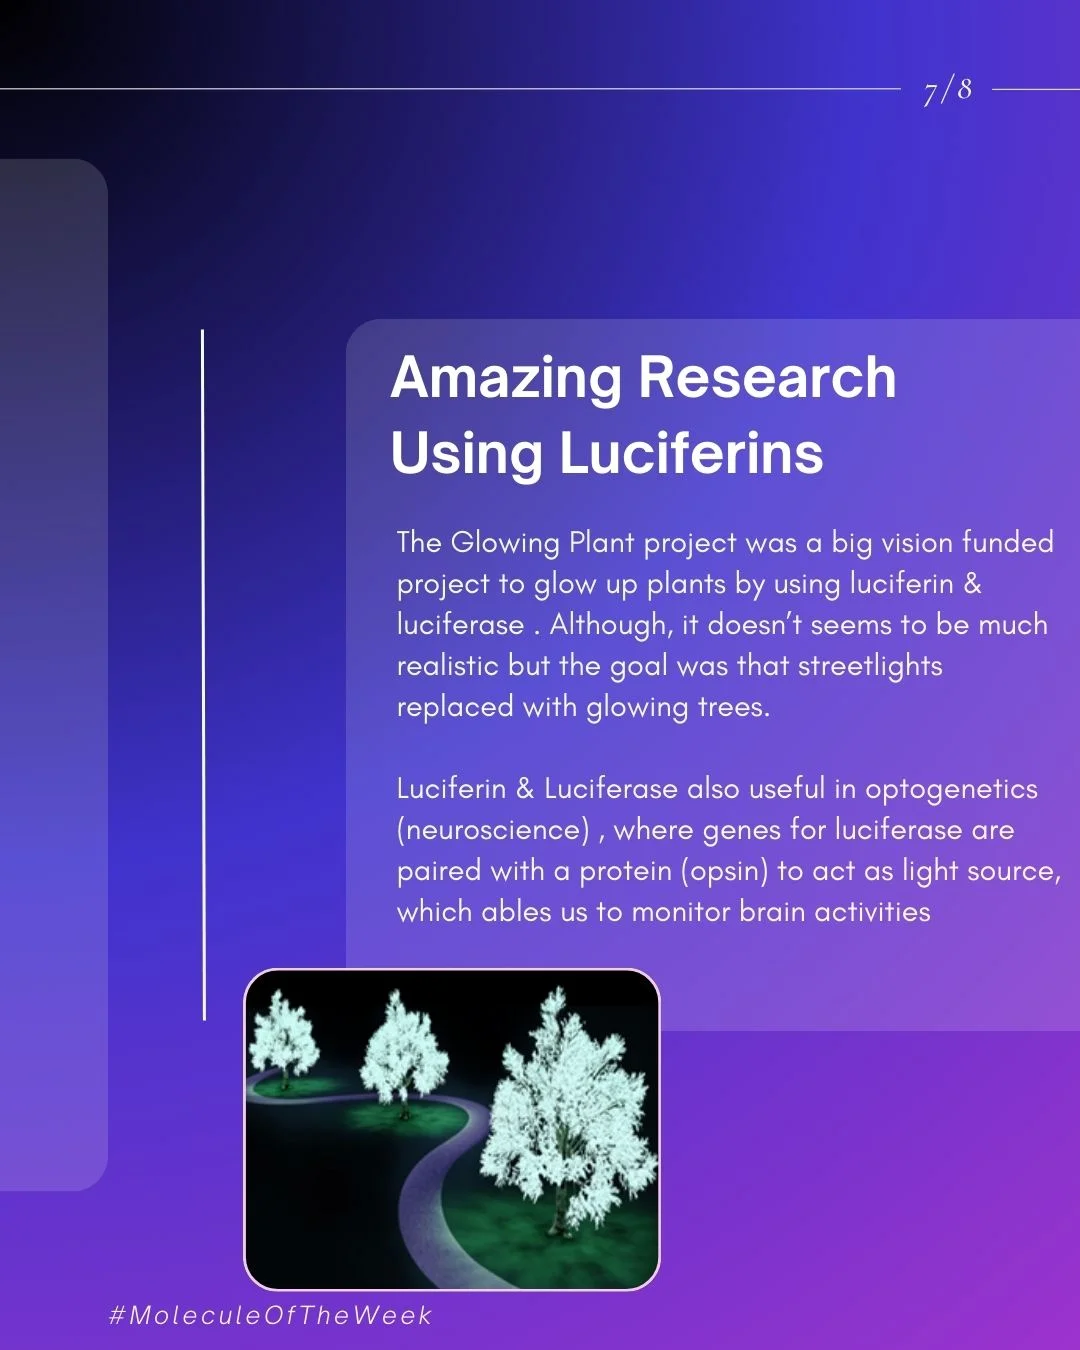 7/8
Amazing Research
Using Luciferins
The Glowing Plant project was a big vision funded
project to glow up plants by using luciferin &
luciferase . Although, it doesn’t seems to be much
realistic but the goal was that streetlights
replaced with glowing trees.
Luciferin & Luciferase also useful in optogenetics
(neuroscience) , where genes for luciferase are
paired with a protein (opsin) to act as light source,
which ables us to monitor brain activities
#MoleculeOfTheWeek